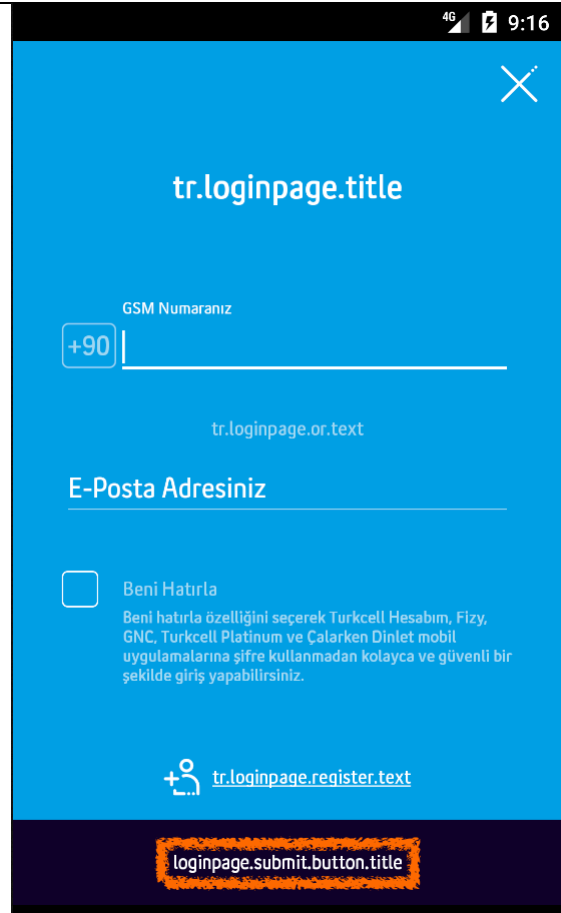 4G 9:16
tr.loginpage.title
GSM Numaranız
+90
tr.loginpage.or.text
E-Posta Adresiniz
Beni Hatırla
Beni hatırla özelliğini seçerek Turkcell Hesabım, Fizy,
GNC, Turkcell Platinum ve Çalarken Dinlet mobil
uygulamalarına şifre kullanmadan kolayca ve güvenli bir
şekilde giriş yapabilirsiniz.
tr.loginpage.register.text
loginpage.submit.button.title